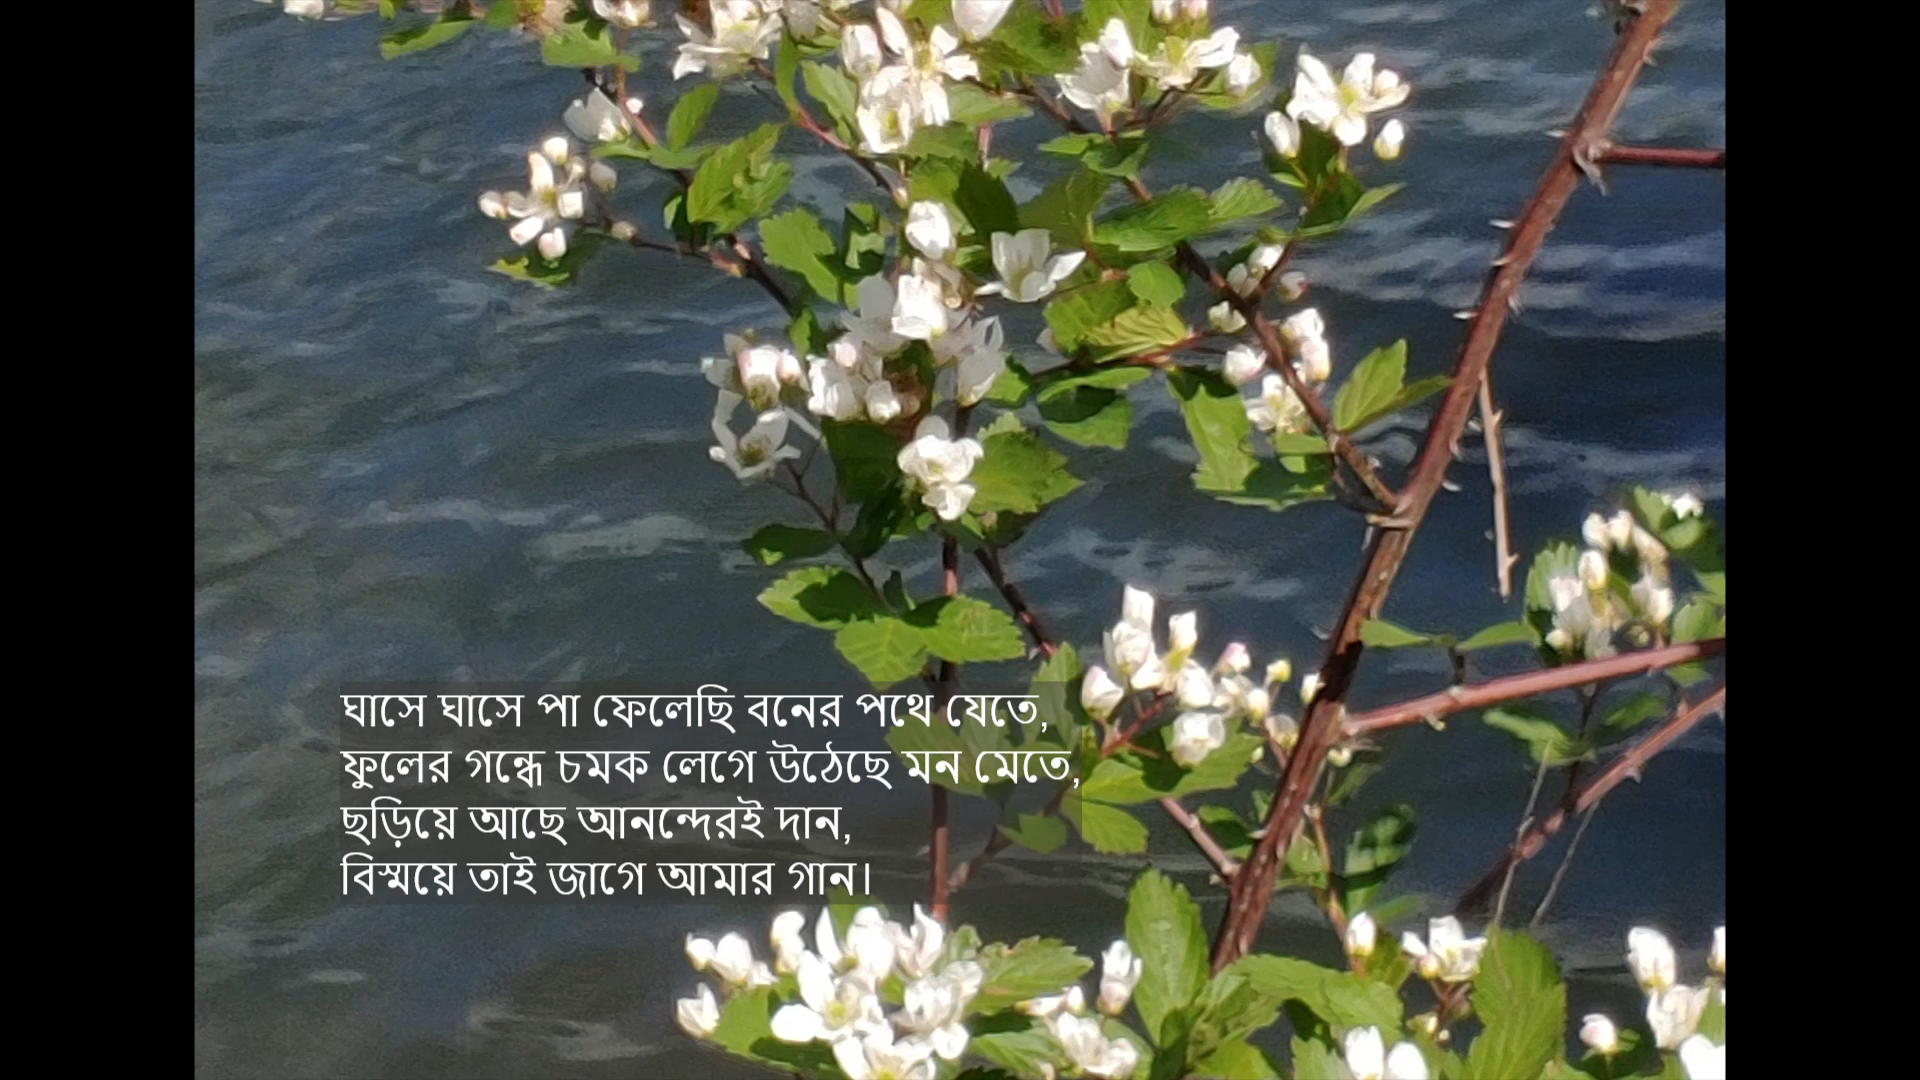 ঘাসে ঘাসে পা ফেলেছি বনের পথে যেতে,
ফুলের গন্ধে চমক লেগে উঠেছে মন মেতে,
ছড়িয়ে আছে আনন্দেরই দান,
বিস্ময়ে তাই জাগে আমার গান।